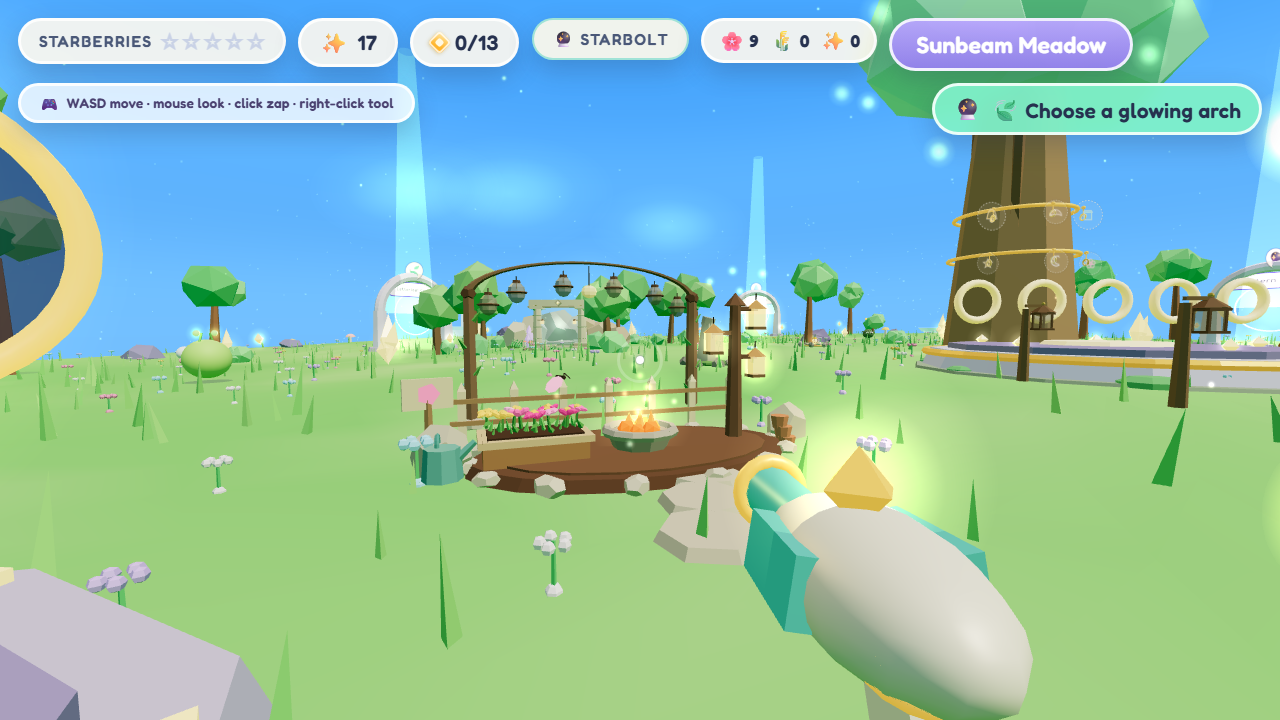 STARBERRIES
17
0/13
STARBOLT
9
0
0
Sunbeam Meadow
WASD move · mouse look · click zap · right-click tool
Choose a glowing arch